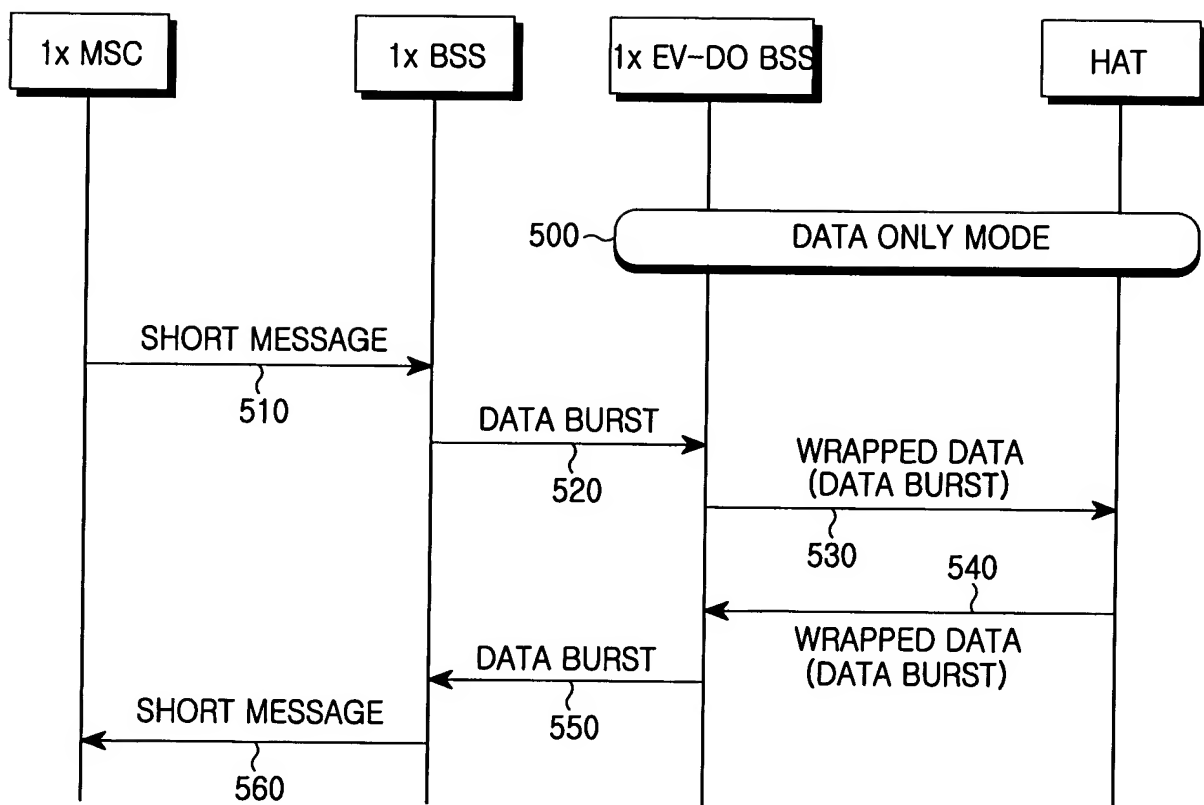 1x MSC
1x BSS
1x EV-DO BSS
HAT
500
DATA ONLY MODE
SHORT MESSAGE
510
DATA BURST
520
WRAPPED DATA
(DATA BURST)
530
540
WRAPPED DATA
(DATA BURST)
DATA BURST
550
SHORT MESSAGE
560